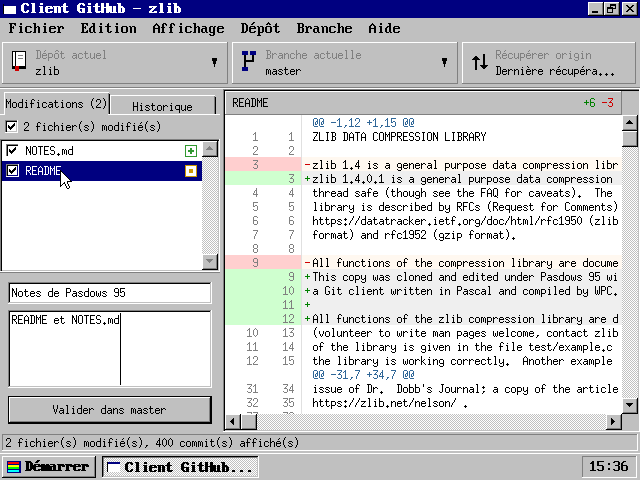 Client GitHub - zlib
Fichier Edition Affichage Dépôt Branche Aide
Dépôt actuel
zlib
Branche actuelle
master
Récupérer origin
Dernière récupéra...
Modifications (2)
Historique
2 fichier(s) modifié(s)
NOTES.md
README
Notes de Pasdows 95
README et NOTES.md
Valider dans master
README +6 -3
@@ -1,12 +1,15 @@
1 1 ZLIB DATA COMPRESSION LIBRARY
2 2
3 -zlib 1.4 is a general purpose data compression libr
3 +zlib 1.4.0.1 is a general purpose data compression
4 4 thread safe (though see the FAQ for caveats).  The
5 5 library is described by RFCs (Request for Comments)
6 6 https://datatracker.ietf.org/doc/html/rfc1950 (zlib
7 7 format) and rfc1952 (gzip format).
8 8
9 -All functions of the compression library are docume
9 +This copy was cloned and edited under Pasdows 95 wi
10 +a Git client written in Pascal and compiled by WPC.
11 +
12 +All functions of the zlib compression library are d
10 13 (volunteer to write man pages welcome, contact zlib
11 14 of the library is given in the file test/example.c
12 15 the library is working correctly.  Another example
@@ -31,7 +34,7 @@
31 34 issue of Dr.  Dobb's Journal; a copy of the article
32 35 https://zlib.net/nelson/ .
2 fichier(s) modifié(s), 400 commit(s) affiché(s)
Démarrer
Client GitHub...
15:36